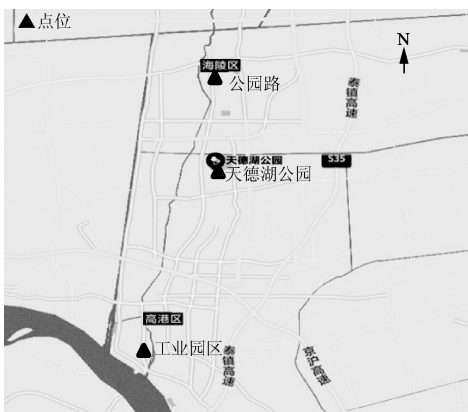 点位
N
海陵区
公园路
泰镇高速
天德湖公园
S35
天德湖公园
高港区
工业园区
泰镇高速
京沪高速